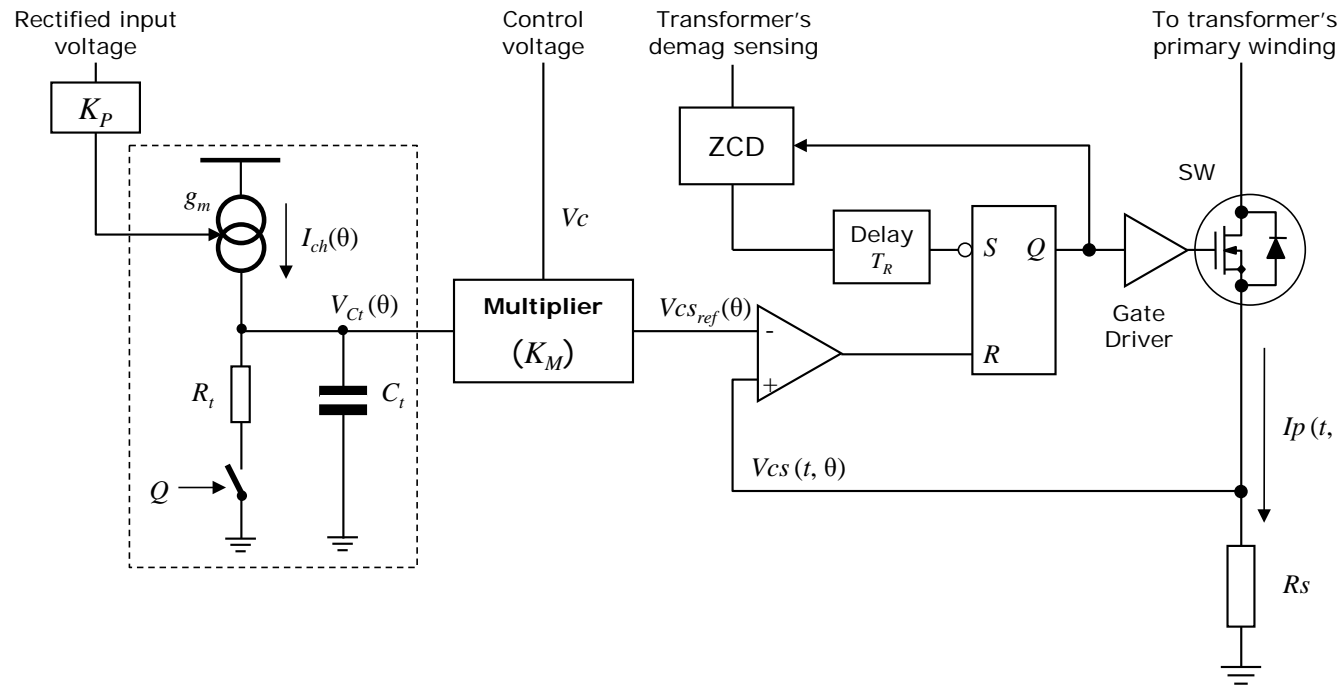 Rectified input
voltage
Control
voltage
Transformer's
demag sensing
To transformer's
primary winding
K_P
ZCD
SW
g_m
I_ch(θ)
Vc
Delay
T_R
S
Q
V_Ct(θ)
Multiplier
(K_M)
Vcs_ref(θ)
-
+
R
Gate
Driver
R_t
C_t
Ip(t,
Vcs(t, θ)
Q
Rs